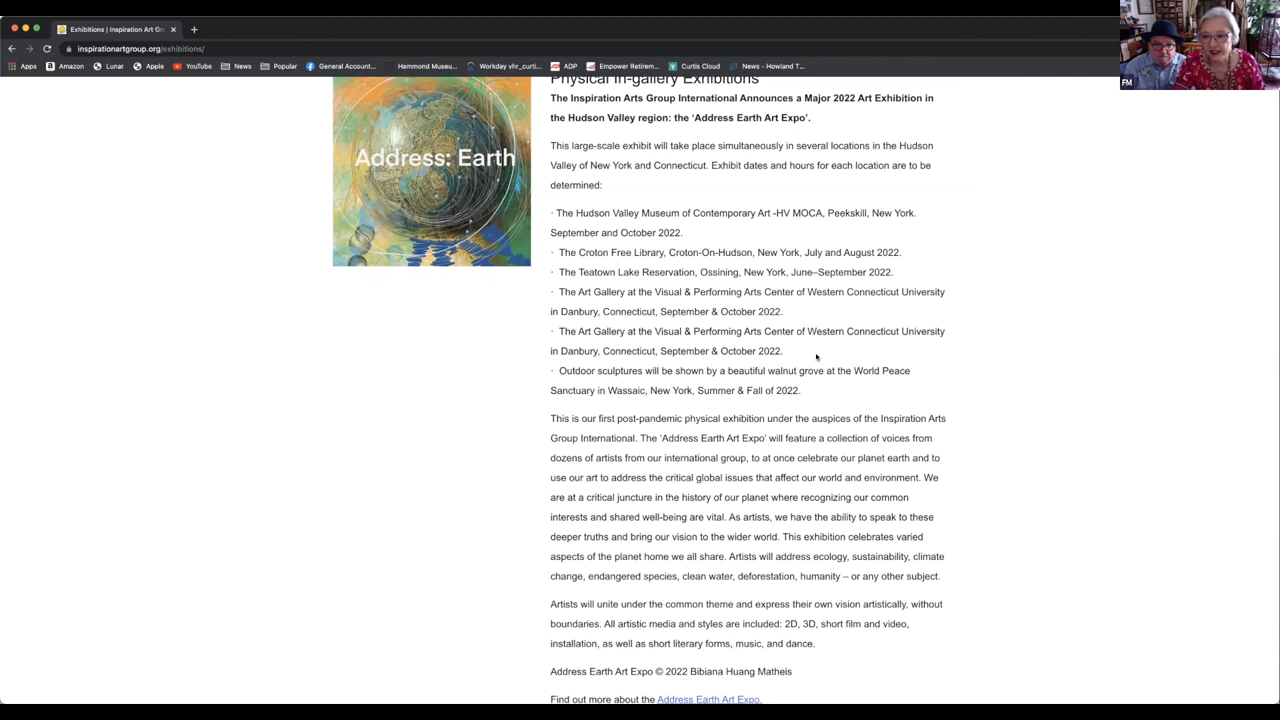 Exhibitions | Inspiration Art Gr
inspirationartgroup.org/exhibitions/
Apps Amazon Lunar Apple YouTube News Popular General Account... Hammond Museu... Workday vhr_curti... ADP Empower Retirem... Curtis Cloud News - Howland T...
FM
Physical In-gallery Exhibitions
Address: Earth
The Inspiration Arts Group International Announces a Major 2022 Art Exhibition in
the Hudson Valley region: the ‘Address Earth Art Expo’.
This large-scale exhibit will take place simultaneously in several locations in the Hudson
Valley of New York and Connecticut. Exhibit dates and hours for each location are to be
determined:
· The Hudson Valley Museum of Contemporary Art -HV MOCA, Peekskill, New York.
September and October 2022.
· The Croton Free Library, Croton-On-Hudson, New York, July and August 2022.
· The Teatown Lake Reservation, Ossining, New York, June–September 2022.
· The Art Gallery at the Visual & Performing Arts Center of Western Connecticut University
in Danbury, Connecticut, September & October 2022.
· The Art Gallery at the Visual & Performing Arts Center of Western Connecticut University
in Danbury, Connecticut, September & October 2022.
· Outdoor sculptures will be shown by a beautiful walnut grove at the World Peace
Sanctuary in Wassaic, New York, Summer & Fall of 2022.
This is our first post-pandemic physical exhibition under the auspices of the Inspiration Arts
Group International. The ‘Address Earth Art Expo’ will feature a collection of voices from
dozens of artists from our international group, to at once celebrate our planet earth and to
use our art to address the critical global issues that affect our world and environment. We
are at a critical juncture in the history of our planet where recognizing our common
interests and shared well-being are vital. As artists, we have the ability to speak to these
deeper truths and bring our vision to the wider world. This exhibition celebrates varied
aspects of the planet home we all share. Artists will address ecology, sustainability, climate
change, endangered species, clean water, deforestation, humanity – or any other subject.
Artists will unite under the common theme and express their own vision artistically, without
boundaries. All artistic media and styles are included: 2D, 3D, short film and video,
installation, as well as short literary forms, music, and dance.
Address Earth Art Expo © 2022 Bibiana Huang Matheis
Find out more about the Address Earth Art Expo.